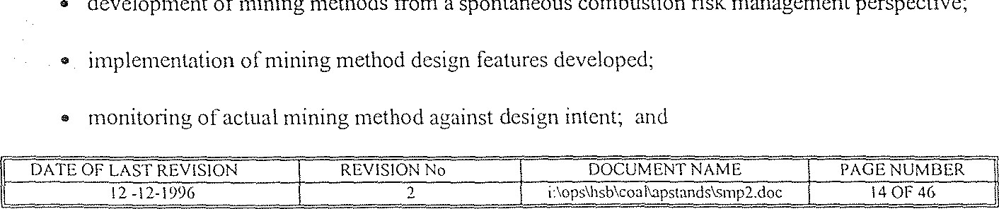 • development of mining methods from a spontaneous combustion risk management perspective;
• implementation of mining method design features developed;
• monitoring of actual mining method against design intent; and
DATE OF LAST REVISION REVISION No DOCUMENT NAME PAGE NUMBER
12 -12-1996 2 i:\ops\hsb\coal\apstands\smp2.doc 14 OF 46